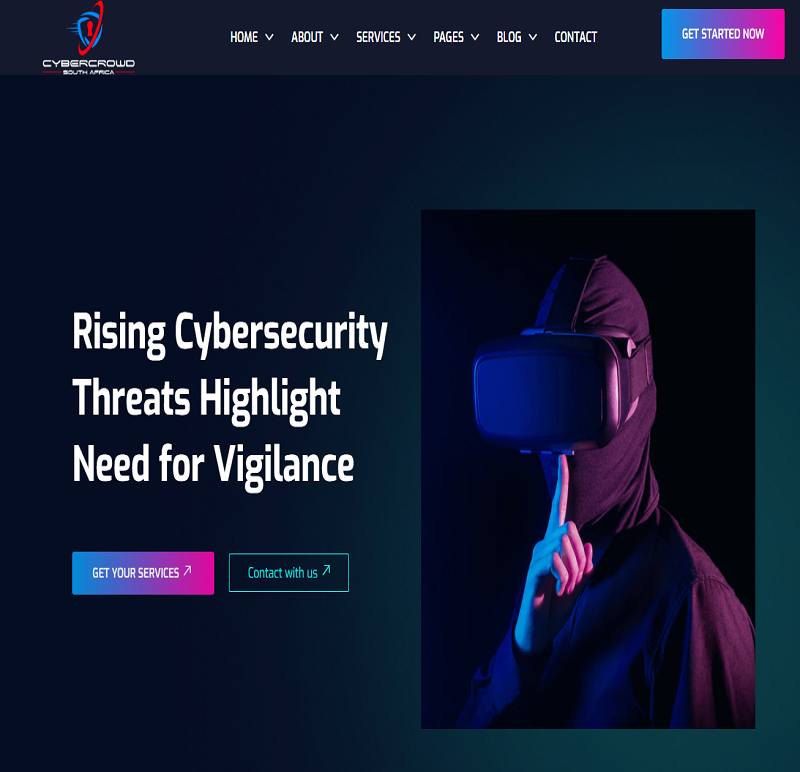 CYBERCROWD
SOUTH AFRICA
HOME ABOUT SERVICES PAGES BLOG CONTACT
GET STARTED NOW
Rising Cybersecurity
Threats Highlight
Need for Vigilance
GET YOUR SERVICES
Contact with us